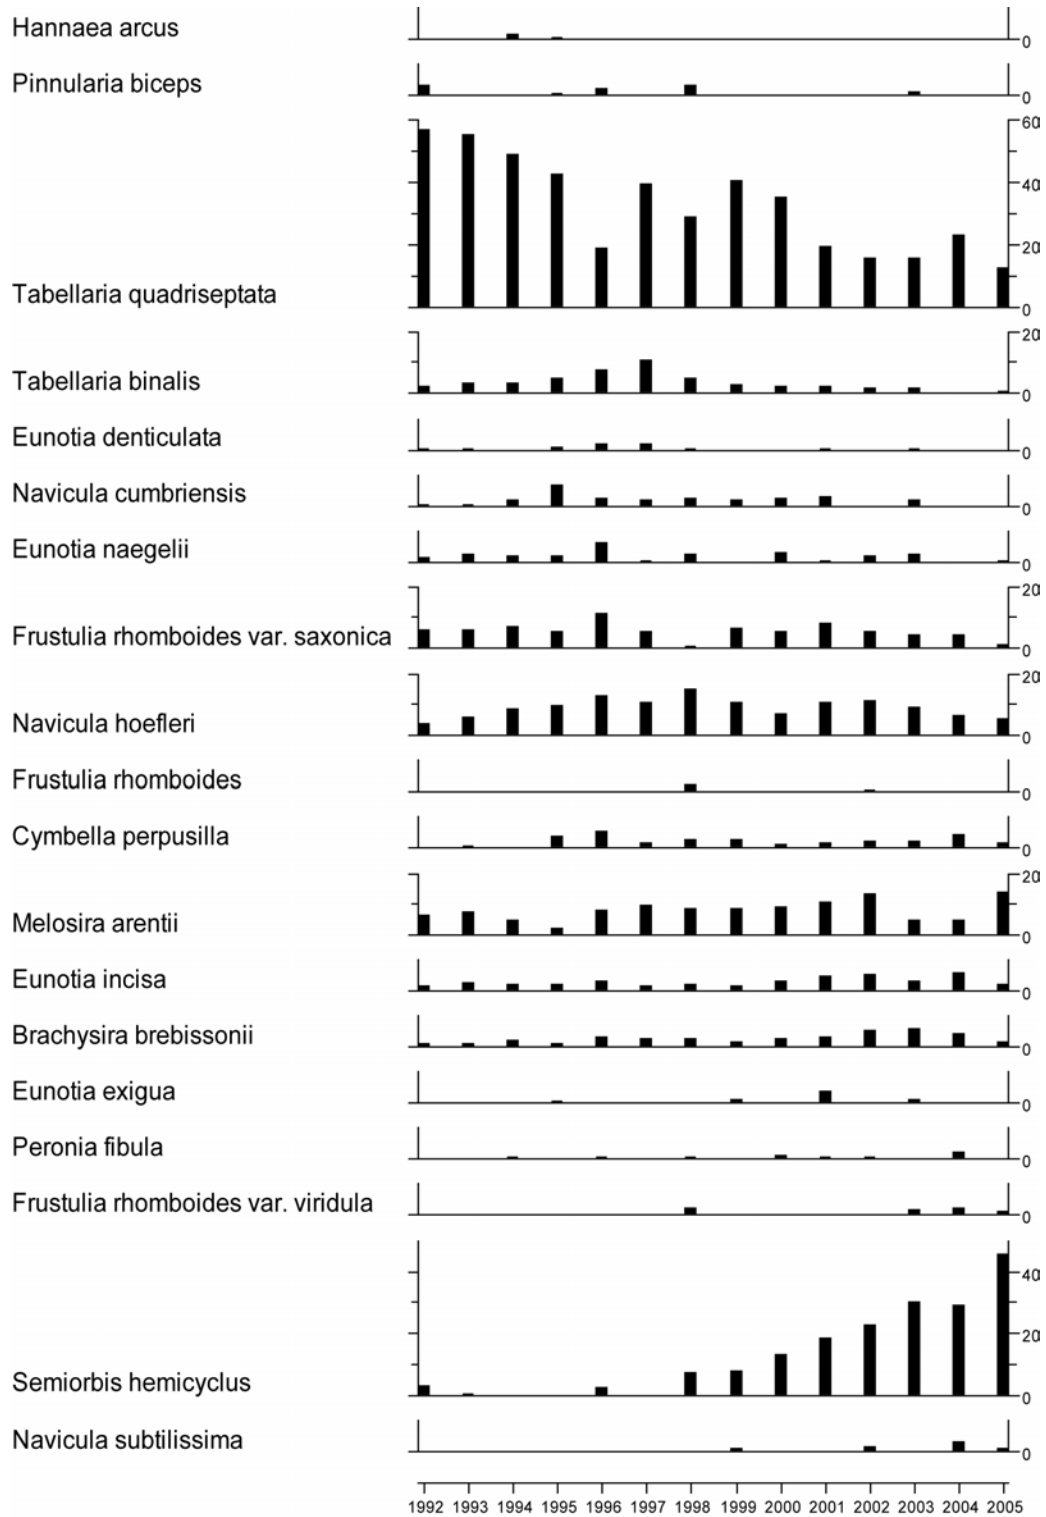 Hannaea arcus
0
Pinnularia biceps
0
60
40
20
Tabellaria quadriseptata
0
20
Tabellaria binalis
0
Eunotia denticulata
0
Navicula cumbriensis
0
Eunotia naegelii
0
20
Frustulia rhomboides var. saxonica
0
20
Navicula hoefleri
0
Frustulia rhomboides
0
Cymbella perpusilla
0
20
Melosira arentii
0
Eunotia incisa
0
Brachysira brebissonii
0
Eunotia exigua
0
Peronia fibula
0
Frustulia rhomboides var. viridula
0
40
20
Semiorbis hemicyclus
0
Navicula subtilissima
0
1992 1993 1994 1995 1996 1997 1998 1999 2000 2001 2002 2003 2004 2005